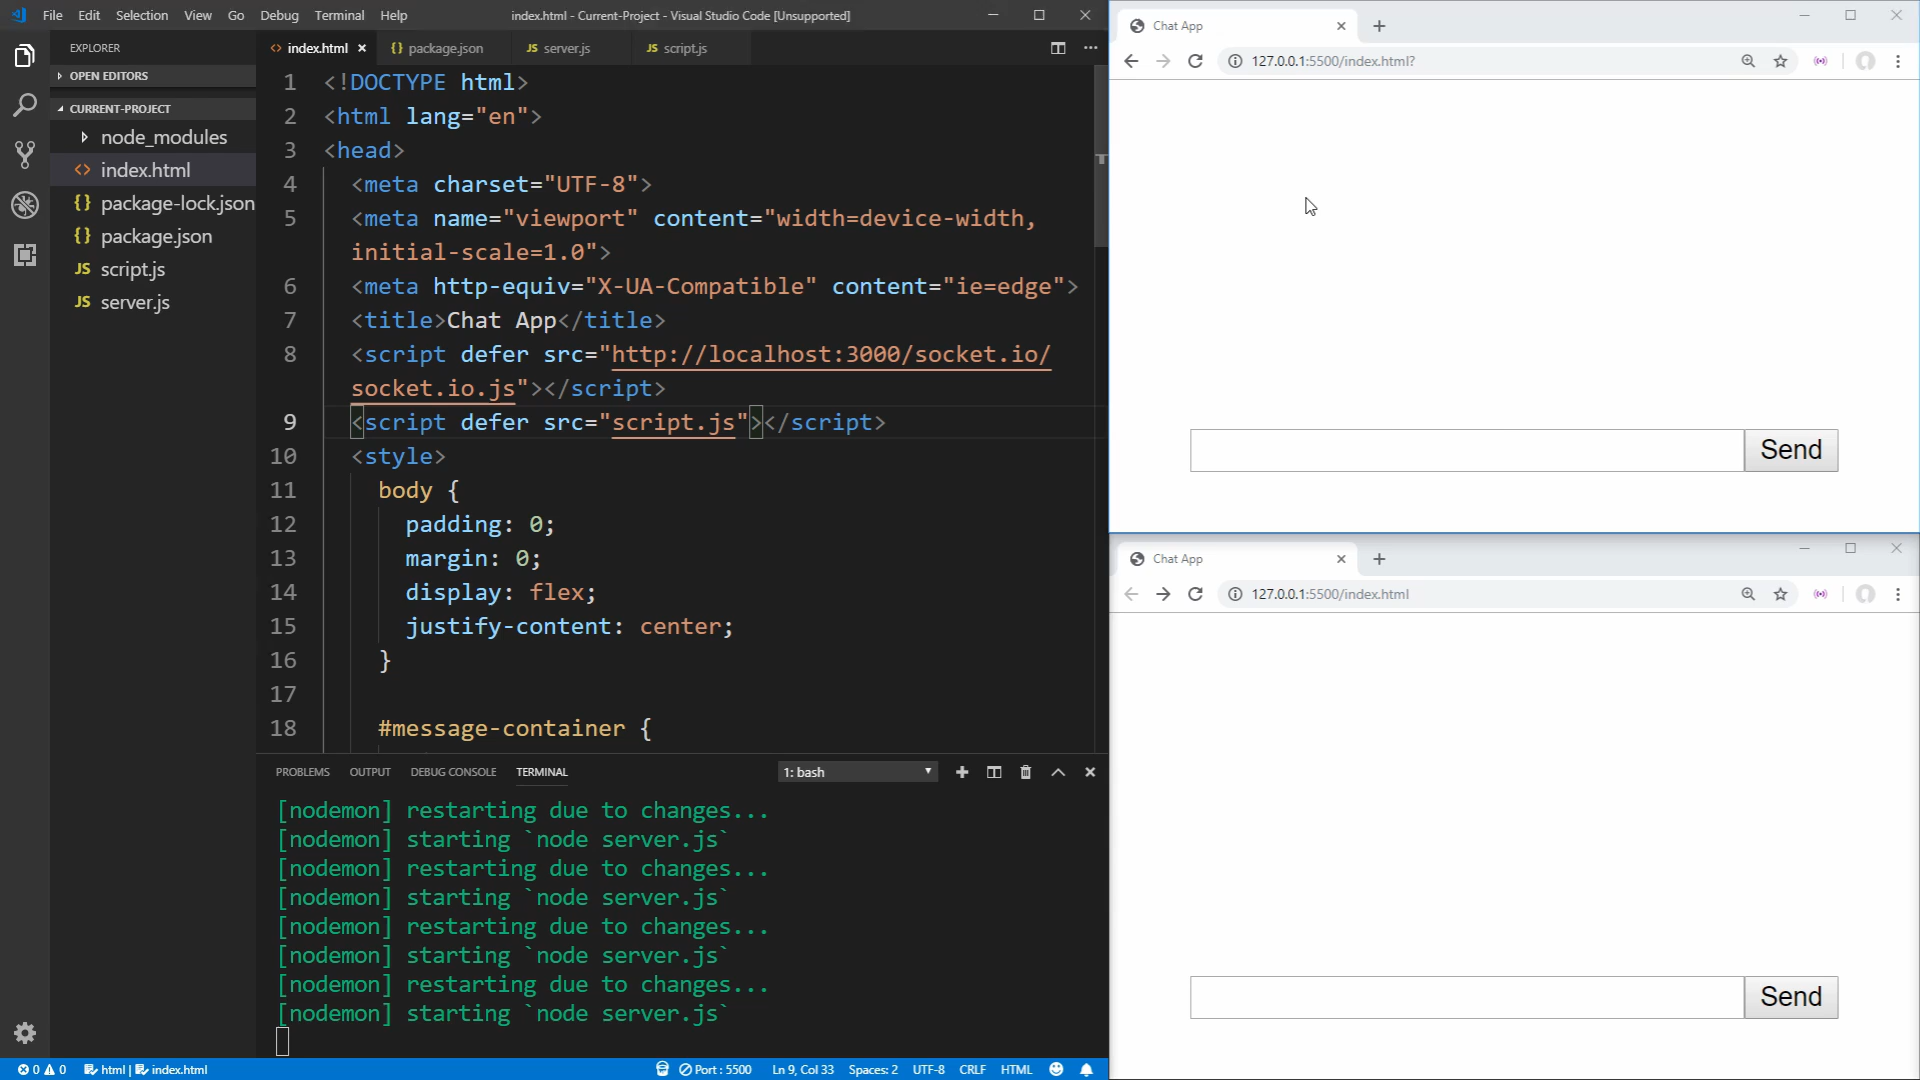 File Edit Selection View Go Debug Terminal Help
index.html - Current-Project - Visual Studio Code [Unsupported]
EXPLORER
OPEN EDITORS
CURRENT-PROJECT
node_modules
<> index.html
{} package-lock.json
{} package.json
JS script.js
JS server.js
<> index.html {} package.json JS server.js JS script.js
1 <!DOCTYPE html>
2 <html lang="en">
3 <head>
4 <meta charset="UTF-8">
5 <meta name="viewport" content="width=device-width,
initial-scale=1.0">
6 <meta http-equiv="X-UA-Compatible" content="ie=edge">
7 <title>Chat App</title>
8 <script defer src="http://localhost:3000/socket.io/
socket.io.js"></script>
9 <script defer src="script.js"></script>
10 <style>
11 body {
12 padding: 0;
13 margin: 0;
14 display: flex;
15 justify-content: center;
16 }
17
18 #message-container {
PROBLEMS OUTPUT DEBUG CONSOLE TERMINAL 1: bash
[nodemon] restarting due to changes...
[nodemon] starting `node server.js`
[nodemon] restarting due to changes...
[nodemon] starting `node server.js`
[nodemon] restarting due to changes...
[nodemon] starting `node server.js`
[nodemon] restarting due to changes...
[nodemon] starting `node server.js`
0 0 html | index.html Port : 5500 Ln 9, Col 33 Spaces: 2 UTF-8 CRLF HTML
Chat App
127.0.0.1:5500/index.html?
Send
Chat App
127.0.0.1:5500/index.html
Send